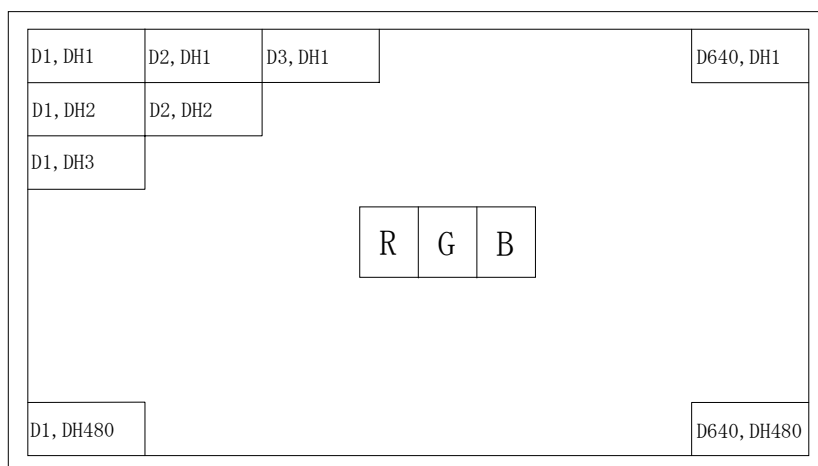 D1,DH1 D2,DH1 D3,DH1 D640,DH1
D1,DH2 D2,DH2
D1,DH3
R G B
D1,DH480 D640,DH480